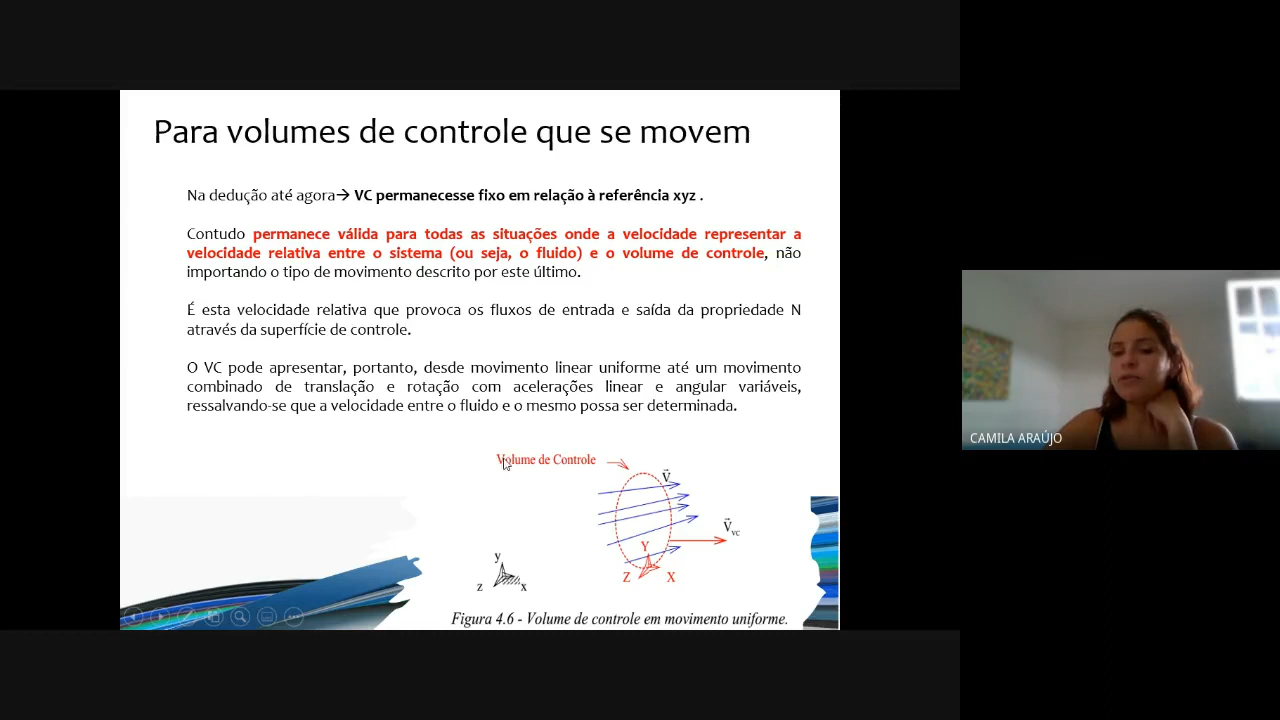 Para volumes de controle que se movem
Na dedução até agora→ VC permanecesse fixo em relação à referência xyz .
Contudo permanece válida para todas as situações onde a velocidade representar a
velocidade relativa entre o sistema (ou seja, o fluido) e o volume de controle, não
importando o tipo de movimento descrito por este último.
É esta velocidade relativa que provoca os fluxos de entrada e saída da propriedade N
através da superfície de controle.
O VC pode apresentar, portanto, desde movimento linear uniforme até um movimento
combinado de translação e rotação com acelerações linear e angular variáveis,
ressalvando-se que a velocidade entre o fluido e o mesmo possa ser determinada.
Volume de Controle
V
V vc
Y
Z X
y
z x
Figura 4.6 - Volume de controle em movimento uniforme.
CAMILA ARAÚJO